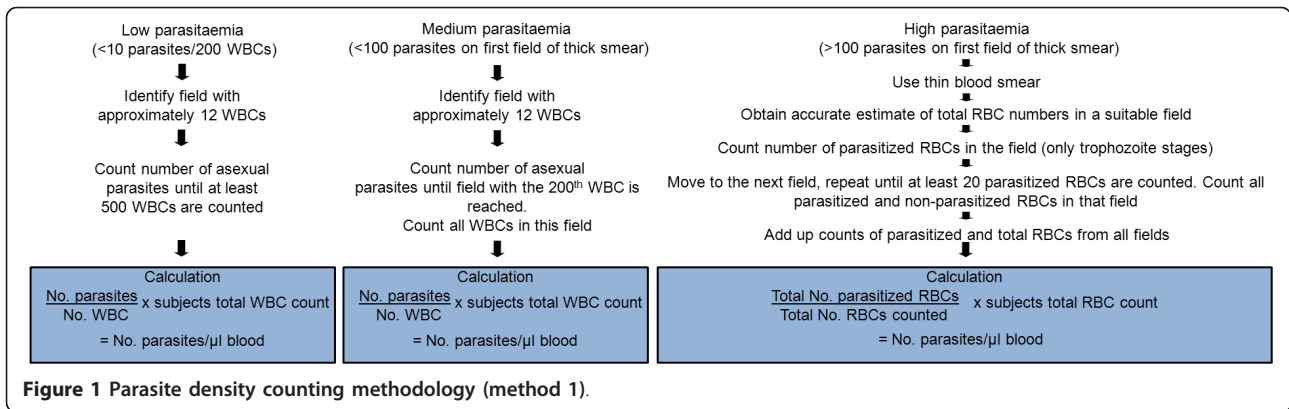 Low parasitaemia
(<10 parasites/200 WBCs)
Identify field with
approximately 12 WBCs
Count number of asexual
parasites until at least
500 WBCs are counted
Calculation
No. parasites
No. WBC
x subjects total WBC count
= No. parasites/µl blood
Medium parasitaemia
(<100 parasites on first field of thick smear)
Identify field with
approximately 12 WBCs
Count number of asexual
parasites until field with the 200th WBC is
reached.
Count all WBCs in this field
Calculation
No. parasites
No. WBC
x subjects total WBC count
= No. parasites/µl blood
High parasitaemia
(>100 parasites on first field of thick smear)
Use thin blood smear
Obtain accurate estimate of total RBC numbers in a suitable field
Count number of parasitized RBCs in the field (only trophozoite stages)
Move to the next field, repeat until at least 20 parasitized RBCs are counted. Count all
parasitized and non-parasitized RBCs in that field
Add up counts of parasitized and total RBCs from all fields
Calculation
Total No. parasitized RBCs
Total No. RBCs counted
x subjects total RBC count
= No. parasites/µl blood
Figure 1 Parasite density counting methodology (method 1).